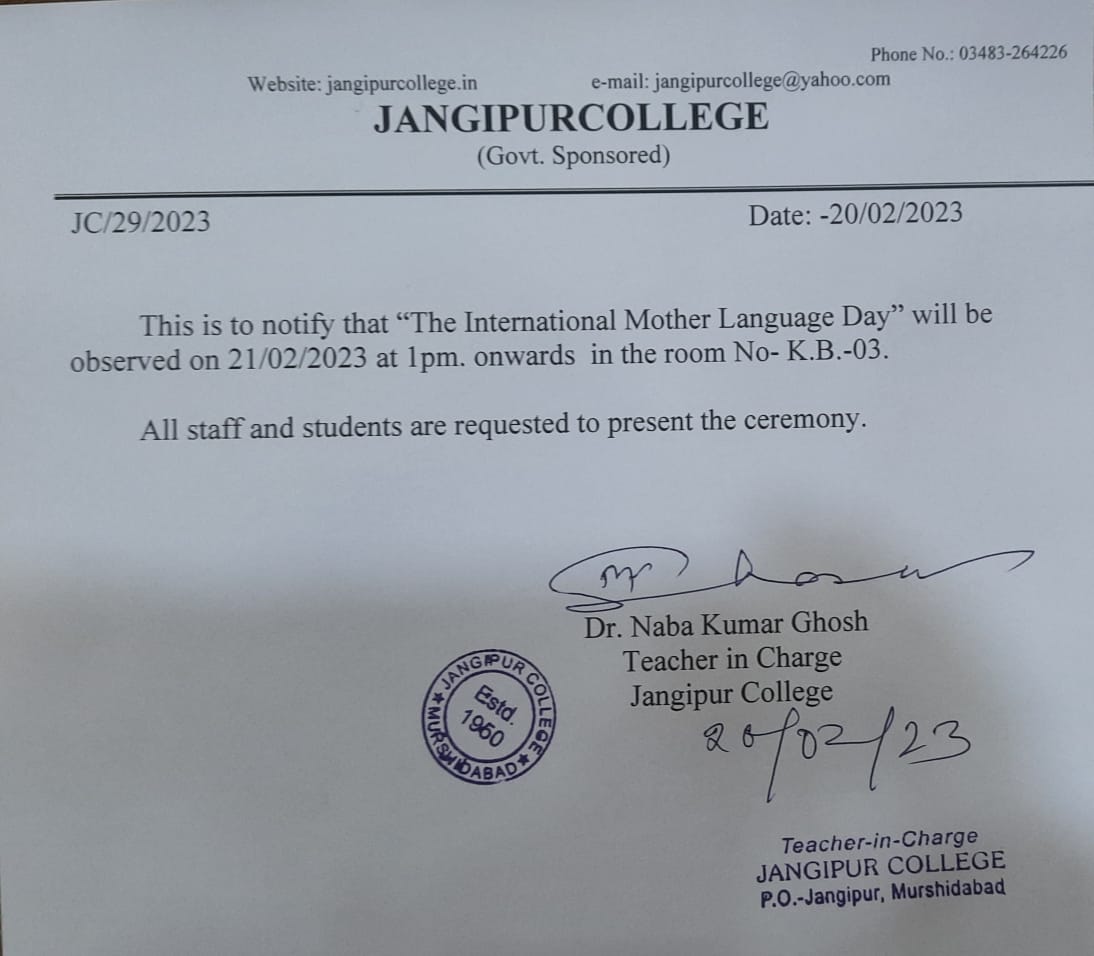 Phone No.: 03483-264226
Website: jangipurcollege.in e-mail: jangipurcollege@yahoo.com
JANGIPURCOLLEGE
(Govt. Sponsored)
JC/29/2023 Date: -20/02/2023
This is to notify that “The International Mother Language Day” will be
observed on 21/02/2023 at 1pm. onwards in the room No- K.B.-03.
All staff and students are requested to present the ceremony.
Dr. Naba Kumar Ghosh
Teacher in Charge
Jangipur College
20/02/23
★ JANGIPUR COLLEGE ★ MURSHIDABAD
Estd.
1950
Teacher-in-Charge
JANGIPUR COLLEGE
P.O.-Jangipur, Murshidabad